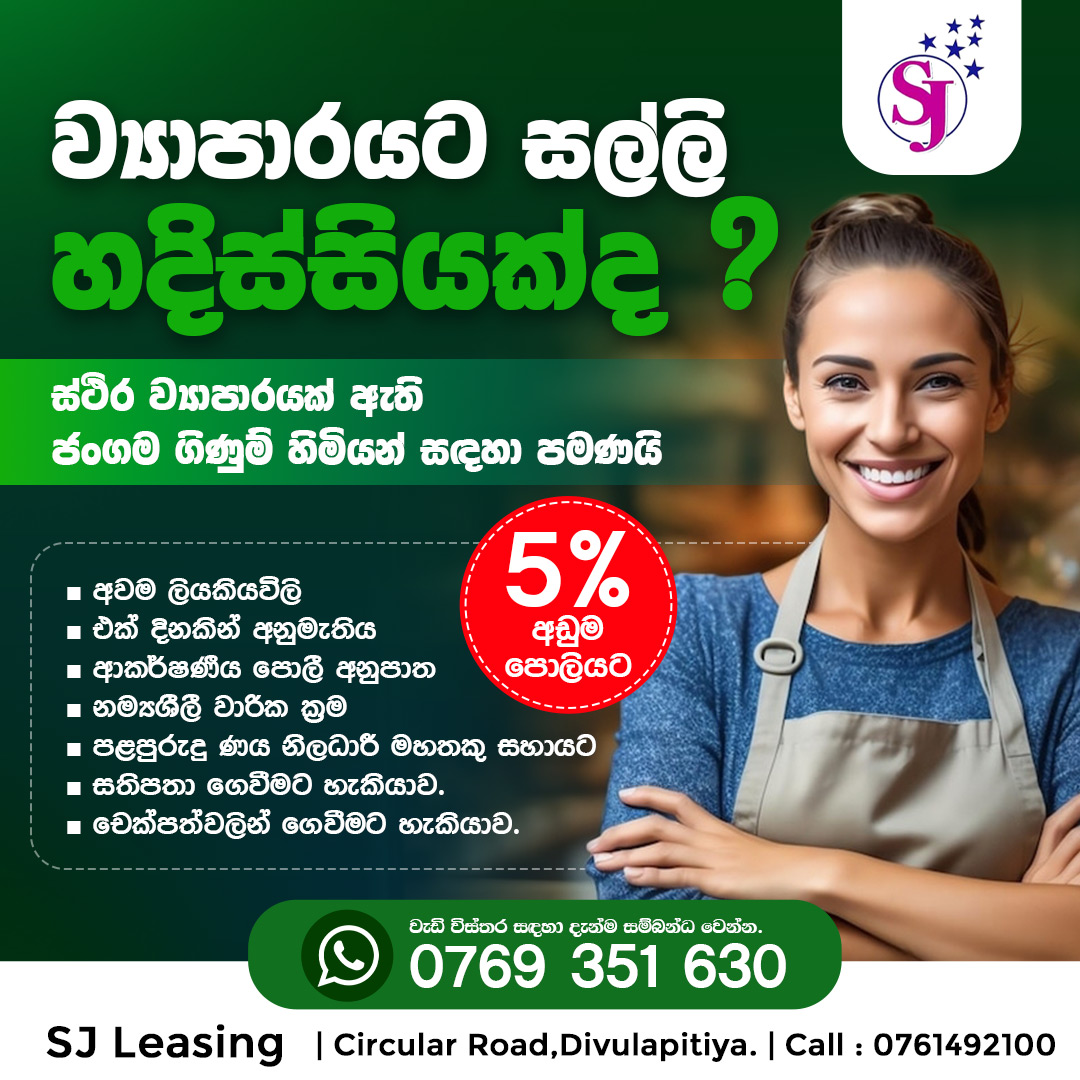 SJ
ව්‍යාපාරයට සල්ලි
හදිස්සියක්ද ?
ස්ථිර ව්‍යාපාරයක් ඇති
ජංගම ගිණුම් හිමියන් සඳහා පමණයි
5%
අඩුම
පොලියට
අවම ලියකියවිලි
එක් දිනකින් අනුමැතිය
ආකර්ෂණීය පොලී අනුපාත
නම්‍යශීලී වාරික ක්‍රම
පළපුරුදු ණය නිලධාරී මහතකු සහායට
සතිපතා ගෙවීමට හැකියාව.
චෙක්පත්වලින් ගෙවීමට හැකියාව.
වැඩි විස්තර සඳහා දැන්ම සම්බන්ධ වෙන්න.
0769 351 630
SJ Leasing | Circular Road,Divulapitiya. | Call : 0761492100